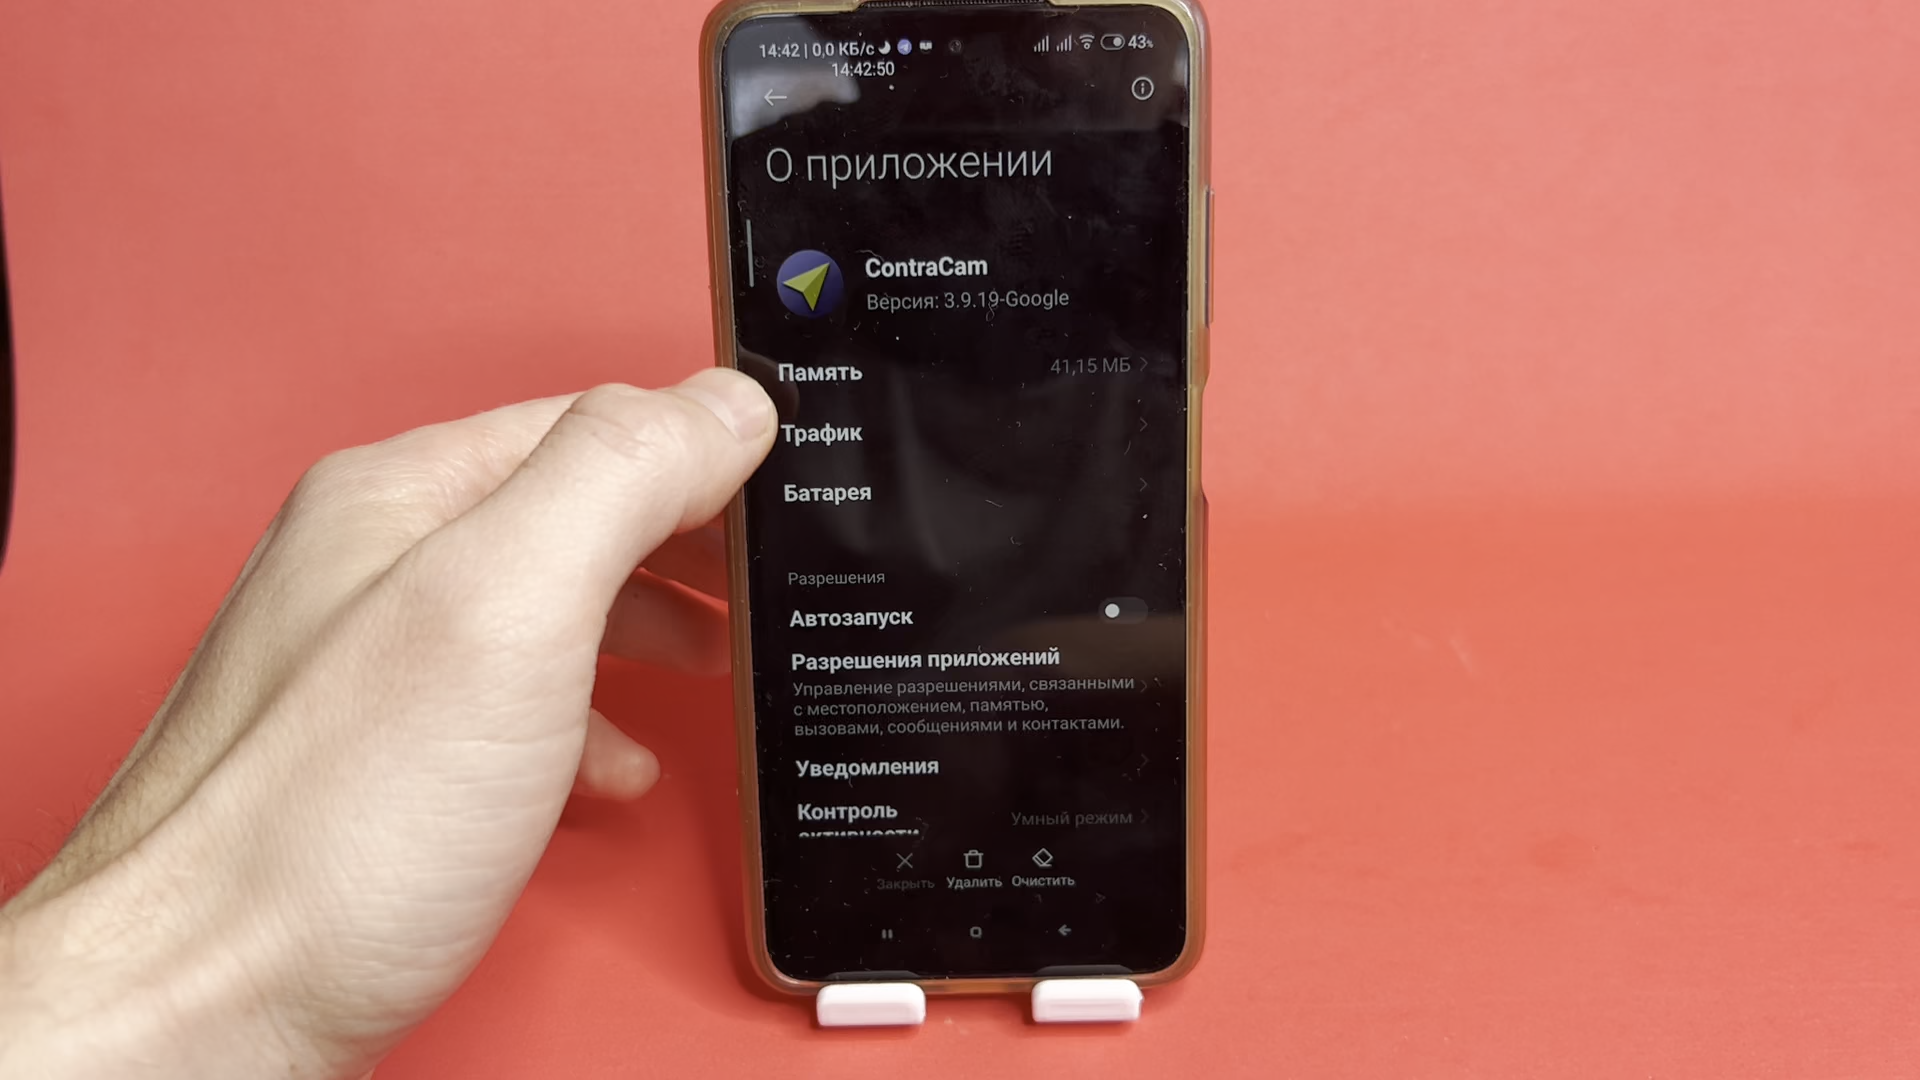 14:42 | 0,0 КБ/с
43%
14:42:50
О приложении
ContraCam
Версия: 3.9.19-Google
Память 41,15 МБ
Трафик
Батарея
Разрешения
Автозапуск
Разрешения приложений
Управление разрешениями, связанными
с местоположением, памятью,
вызовами, сообщениями и контактами.
Уведомления
Контроль Умный режим
активности
Закрыть Удалить Очистить